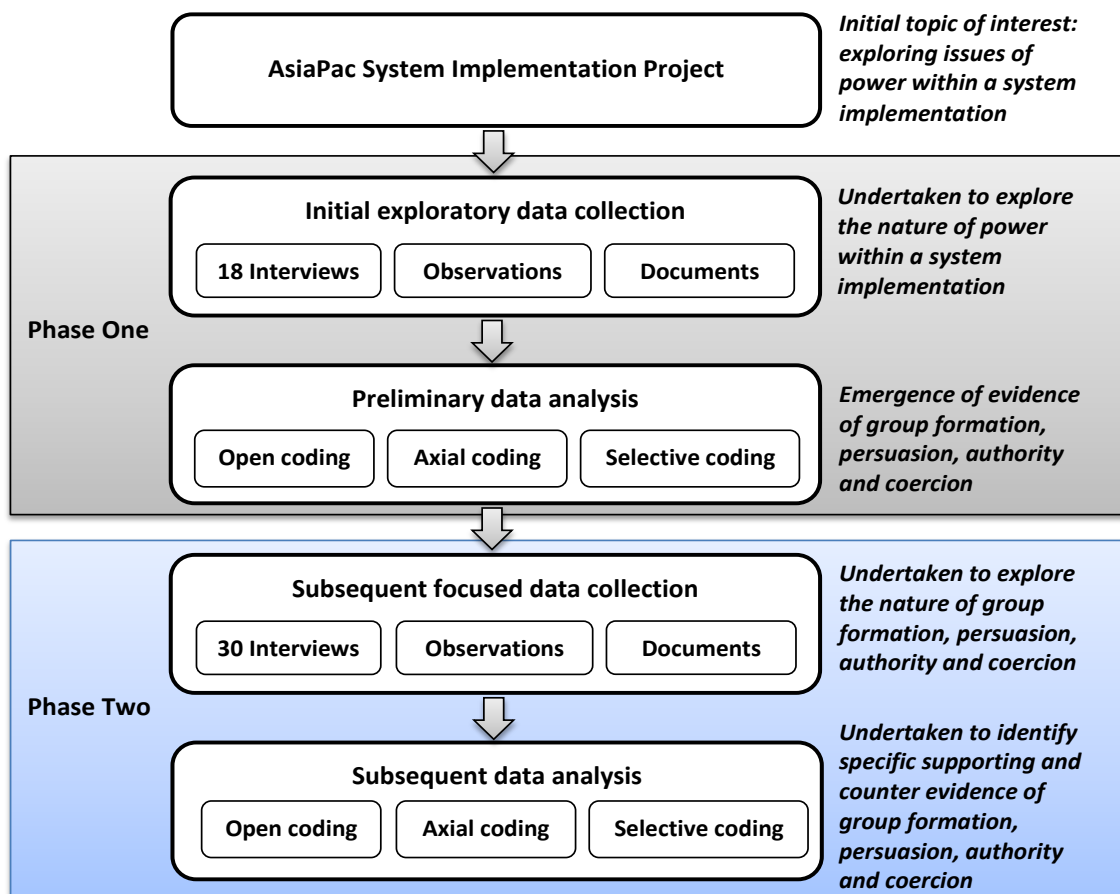 AsiaPac System Implementation Project
Initial topic of interest:
exploring issues of
power within a system
implementation
Phase One
Initial exploratory data collection
18 Interviews
Observations
Documents
Undertaken to explore
the nature of power
within a system
implementation
Preliminary data analysis
Open coding
Axial coding
Selective coding
Emergence of evidence
of group formation,
persuasion, authority
and coercion
Phase Two
Subsequent focused data collection
30 Interviews
Observations
Documents
Undertaken to explore
the nature of group
formation, persuasion,
authority and coercion
Subsequent data analysis
Open coding
Axial coding
Selective coding
Undertaken to identify
specific supporting and
counter evidence of
group formation,
persuasion, authority
and coercion